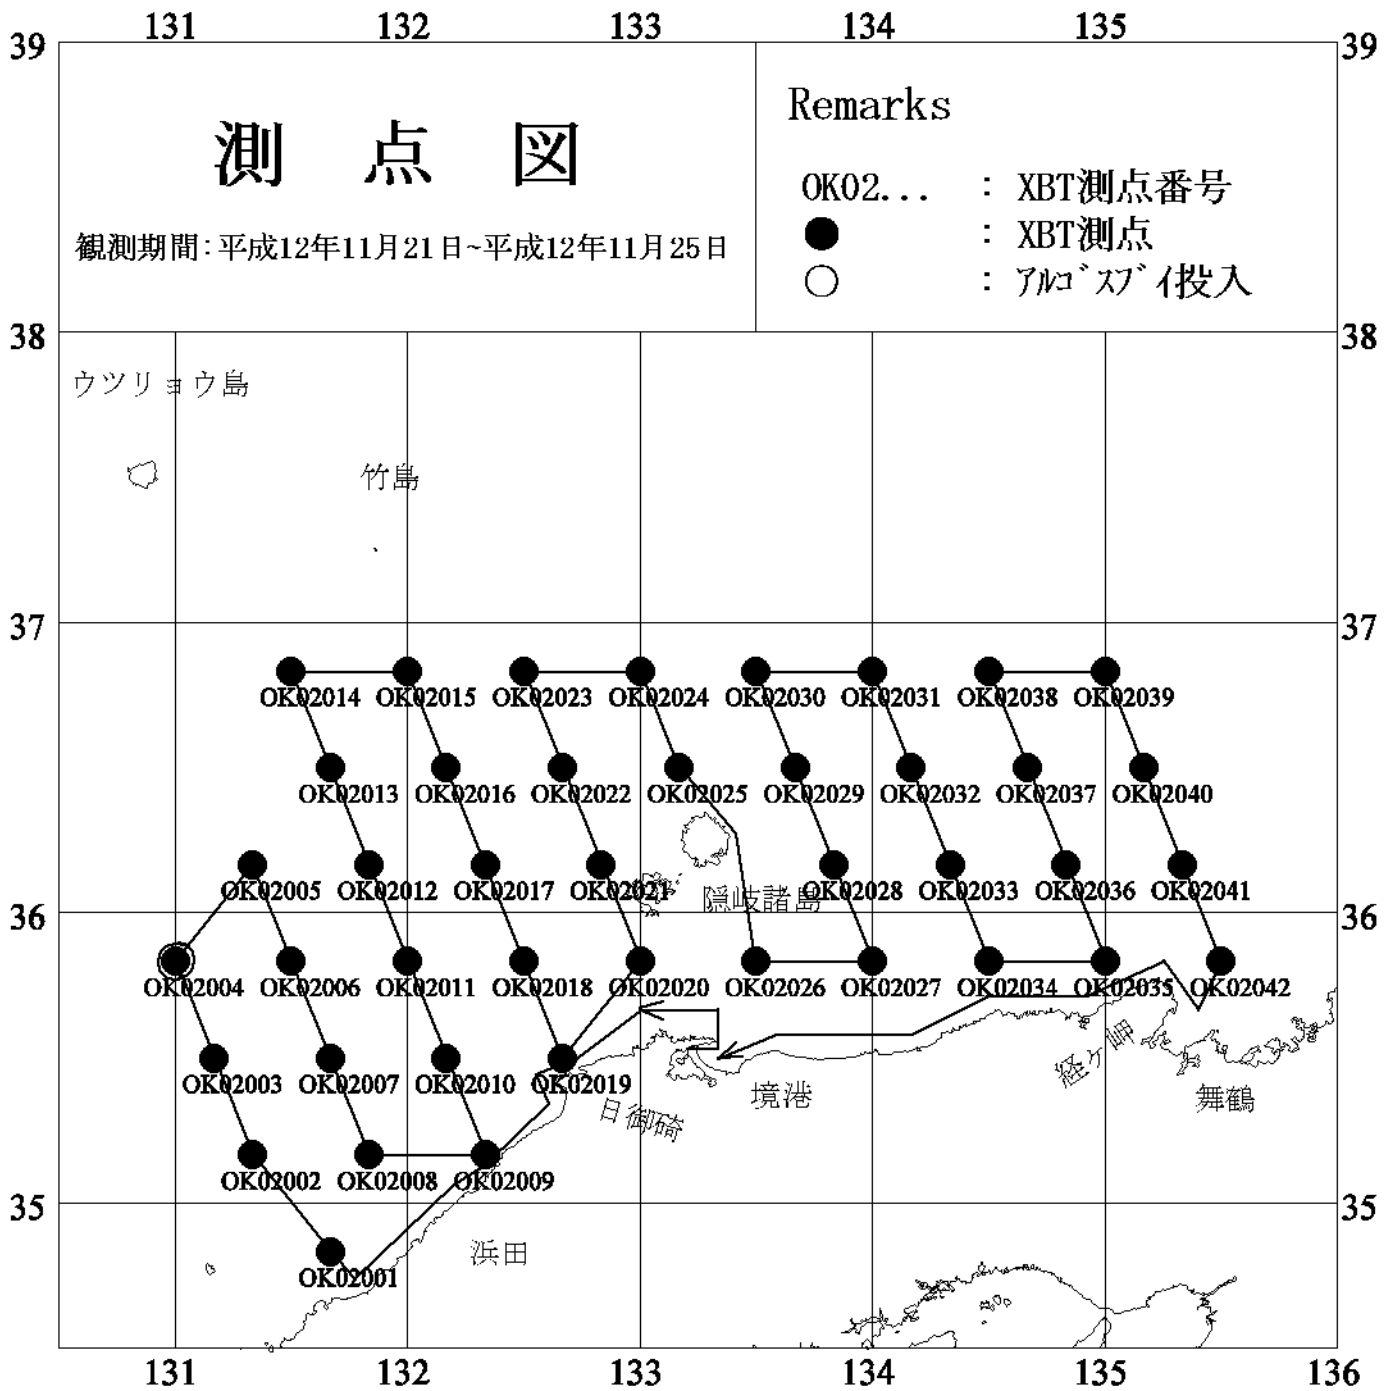 131 132 133 134 135
39 39
測 点 図
観測期間:平成12年11月21日~平成12年11月25日
Remarks
OK02... : XBT測点番号
: XBT測点
: ｱﾙｺﾞｽﾌﾞｲ投入
38 38
ウツリョウ島
竹島
37 37
OK02014 OK02015 OK02023 OK02024 OK02030 OK02031 OK02038 OK02039
OK02013 OK02016 OK02022 OK02025 OK02029 OK02032 OK02037 OK02040
OK02005 OK02012 OK02017 OK02021 OK02028 OK02033 OK02036 OK02041
隠岐諸島
36 36
OK02004 OK02006 OK02011 OK02018 OK02020 OK02026 OK02027 OK02034 OK02035 OK02042
OK02003 OK02007 OK02010 OK02019
経ヶ岬
境港
舞鶴
日御碕
OK02002 OK02008 OK02009
35 35
浜田
OK02001
131 132 133 134 135 136